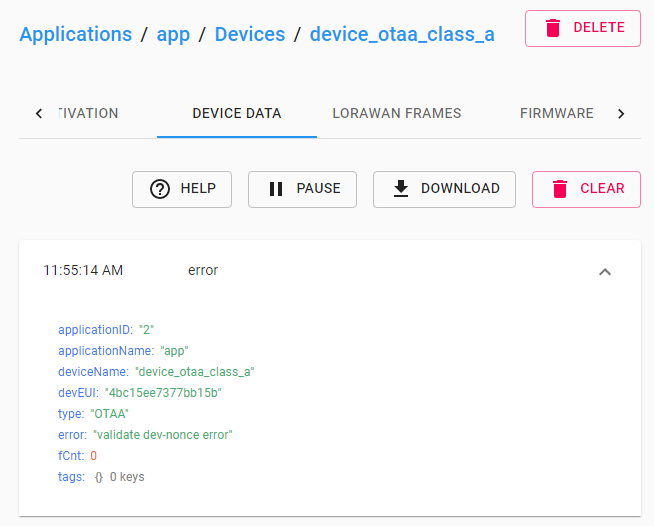 Applications / app / Devices / device_otaa_class_a
DELETE
TIVATION DEVICE DATA LORAWAN FRAMES FIRMWARE
HELP PAUSE DOWNLOAD CLEAR
11:55:14 AM error
applicationID: "2"
applicationName: "app"
deviceName: "device_otaa_class_a"
devEUI: "4bc15ee7377bb15b"
type: "OTAA"
error: "validate dev-nonce error"
fCnt: 0
tags: {} 0 keys